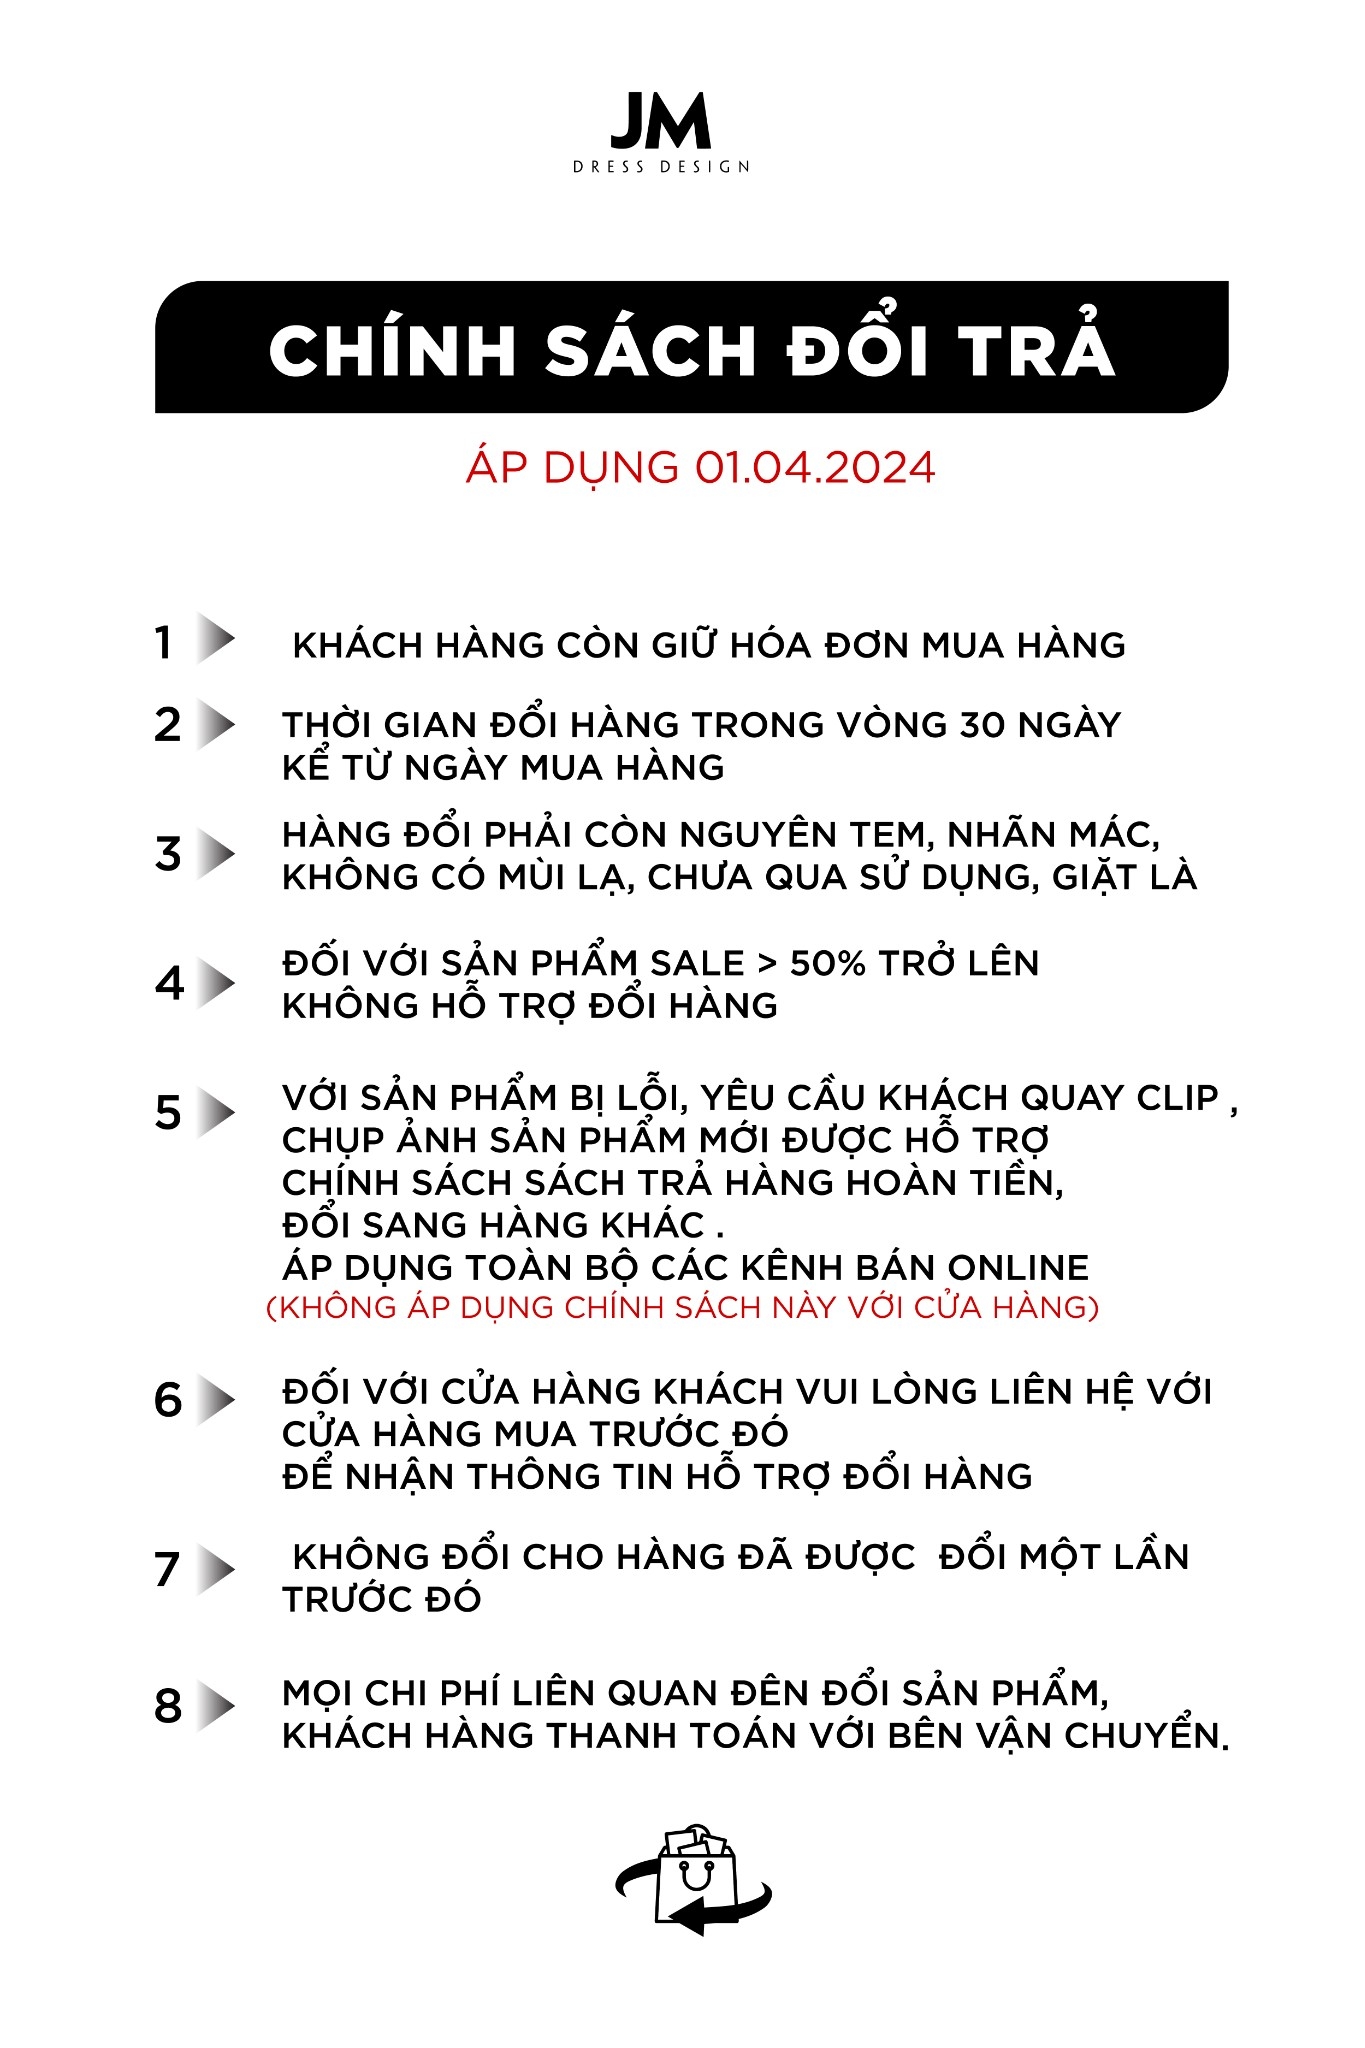 JM
DRESS DESIGN
CHÍNH SÁCH ĐỔI TRẢ
ÁP DỤNG 01.04.2024
1 KHÁCH HÀNG CÒN GIỮ HÓA ĐƠN MUA HÀNG
2 THỜI GIAN ĐỔI HÀNG TRONG VÒNG 30 NGÀY
KỂ TỪ NGÀY MUA HÀNG
3 HÀNG ĐỔI PHẢI CÒN NGUYÊN TEM, NHÃN MÁC,
KHÔNG CÓ MÙI LẠ, CHƯA QUA SỬ DỤNG, GIẶT LÀ
4 ĐỐI VỚI SẢN PHẨM SALE > 50% TRỞ LÊN
KHÔNG HỖ TRỢ ĐỔI HÀNG
5 VỚI SẢN PHẨM BỊ LỖI, YÊU CẦU KHÁCH QUAY CLIP ,
CHỤP ẢNH SẢN PHẨM MỚI ĐƯỢC HỖ TRỢ
CHÍNH SÁCH SÁCH TRẢ HÀNG HOÀN TIỀN,
ĐỔI SANG HÀNG KHÁC .
ÁP DỤNG TOÀN BỘ CÁC KÊNH BÁN ONLINE
(KHÔNG ÁP DỤNG CHÍNH SÁCH NÀY VỚI CỬA HÀNG)
6 ĐỐI VỚI CỬA HÀNG KHÁCH VUI LÒNG LIÊN HỆ VỚI
CỬA HÀNG MUA TRƯỚC ĐÓ
ĐỂ NHẬN THÔNG TIN HỖ TRỢ ĐỔI HÀNG
7 KHÔNG ĐỔI CHO HÀNG ĐÃ ĐƯỢC ĐỔI MỘT LẦN
TRƯỚC ĐÓ
8 MỌI CHI PHÍ LIÊN QUAN ĐÊN ĐỔI SẢN PHẨM,
KHÁCH HÀNG THANH TOÁN VỚI BÊN VẬN CHUYỂN.